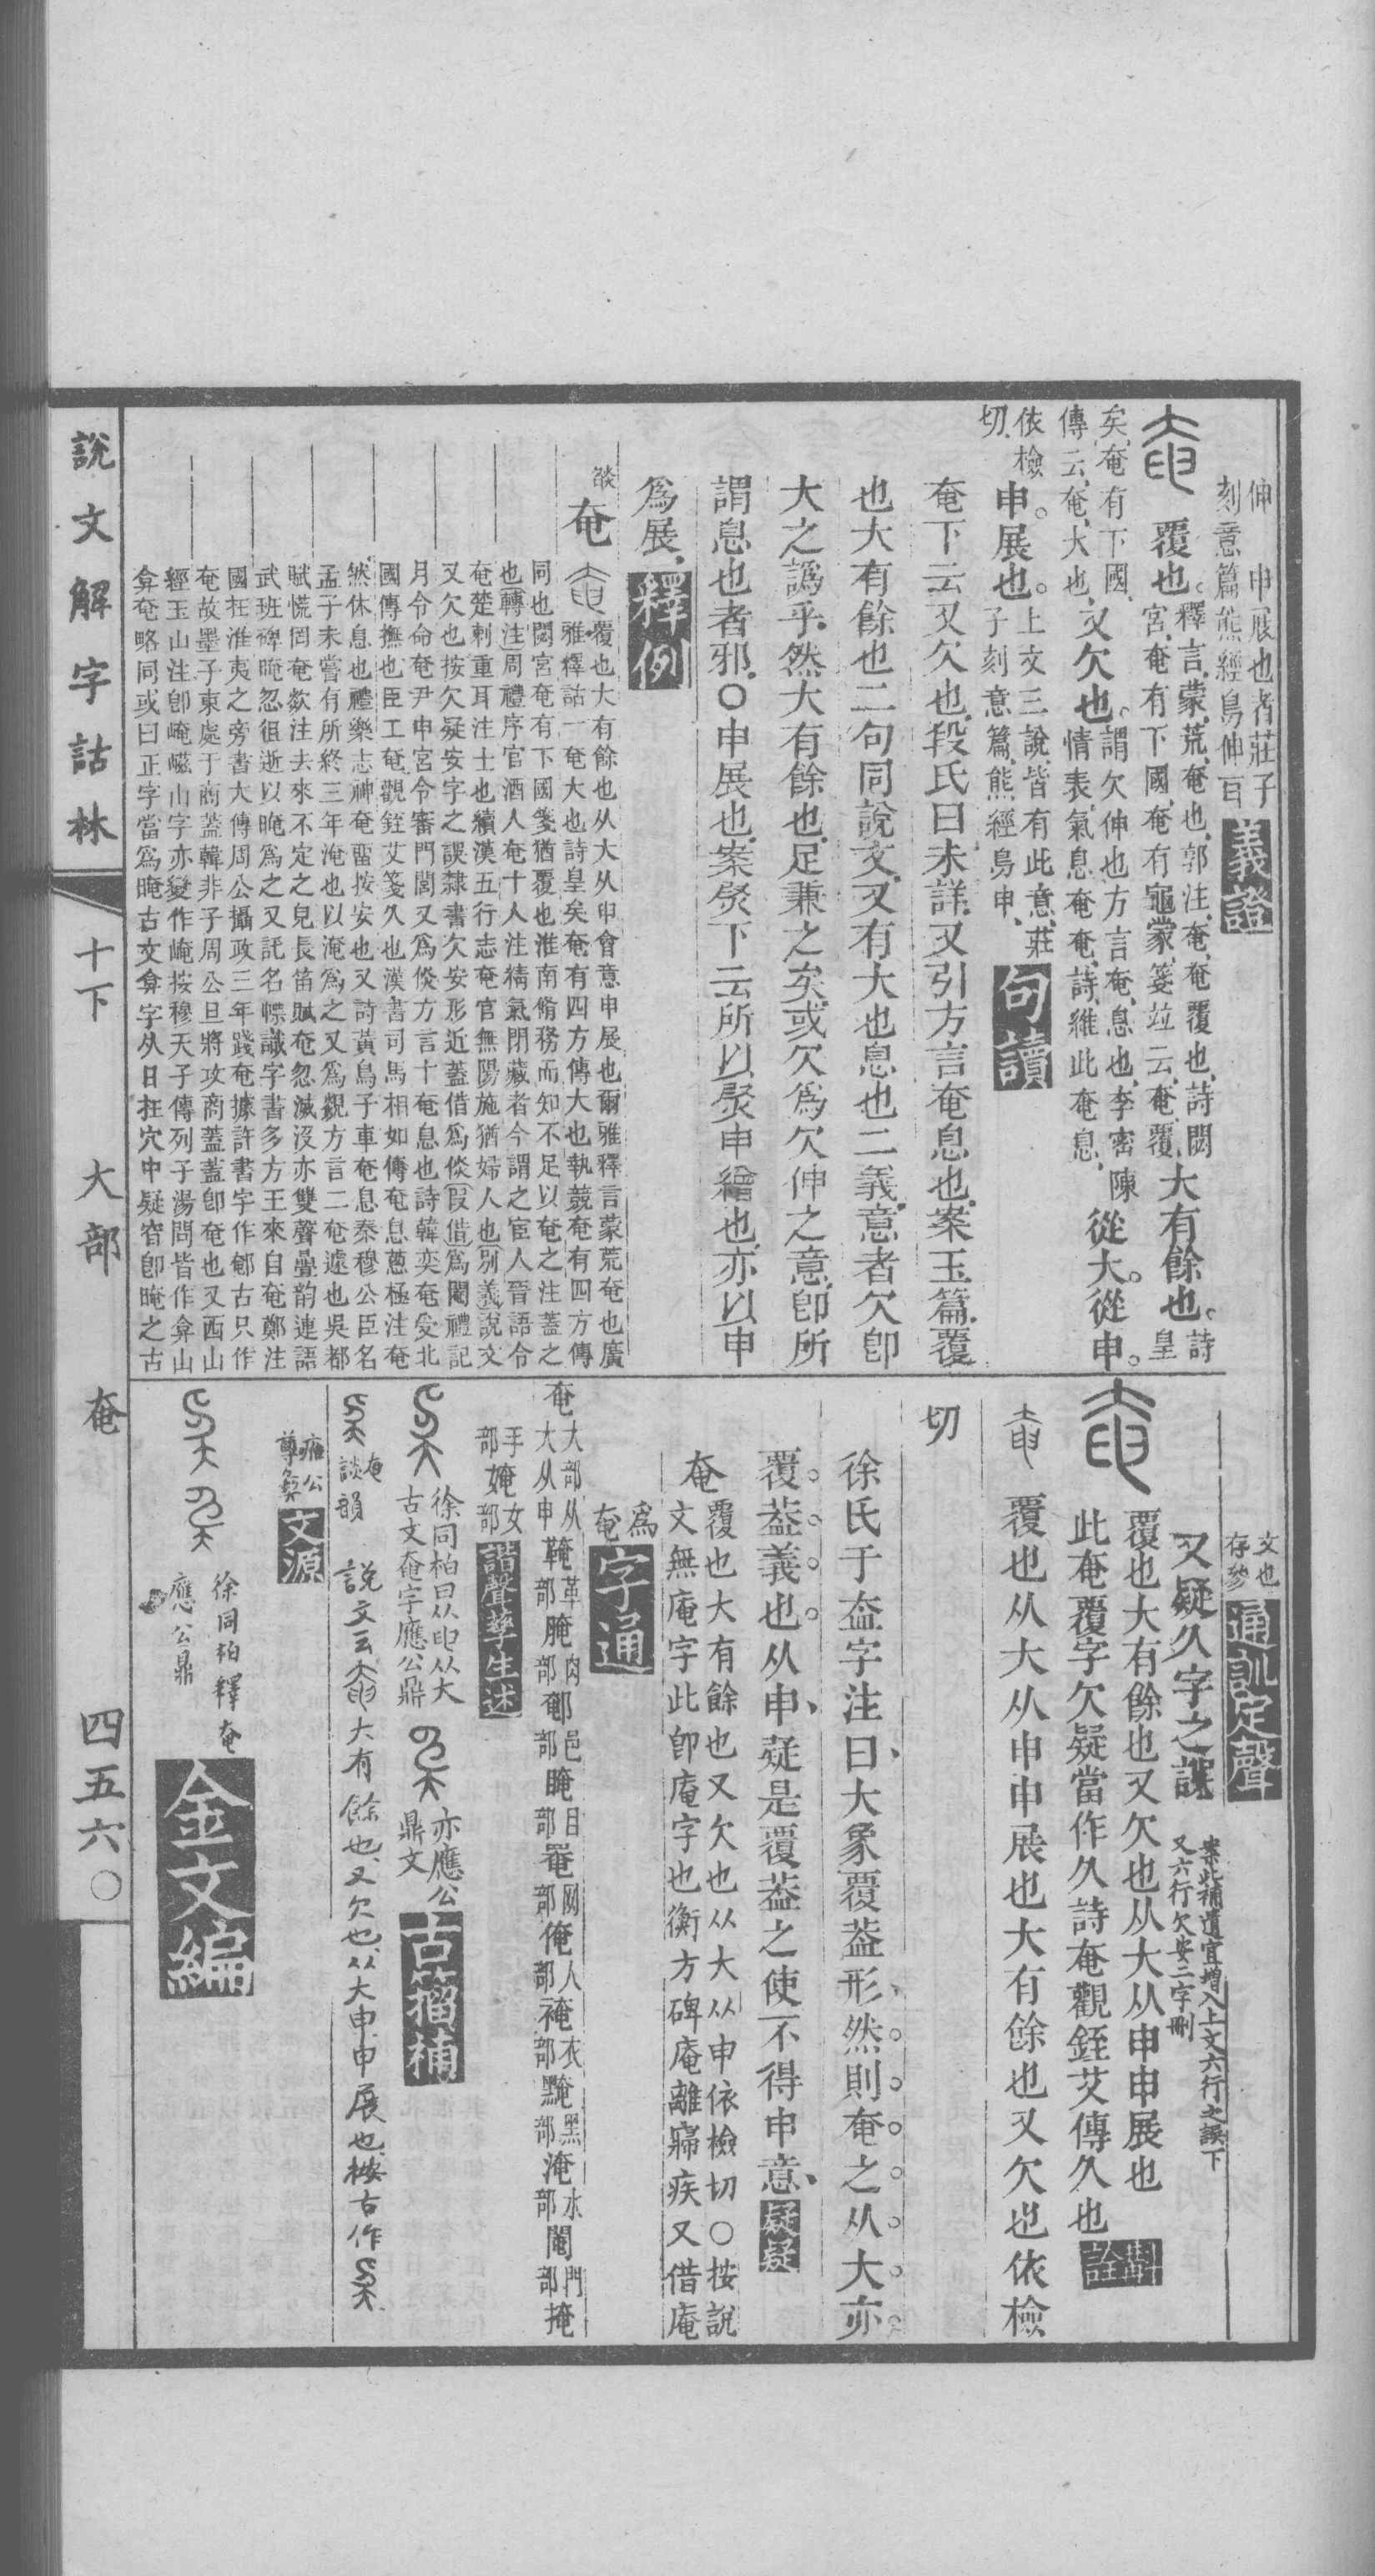 伸　申展也者莊子
刻意篇熊經鳥伸百
義證
覆也。釋言蒙荒奄也郭注奄奄覆也詩閟
宮奄有下國奄有龜蒙箋竝云奄覆大有餘也。詩皇
矣奄有下國
傳云奄大也又欠也。謂欠伸也方言奄息也李密陳
情表氣息奄奄詩維此奄息從大。從申。
依檢
切申。展也。上文三說皆有此意莊
子刻意篇熊經鳥申
句讀
奄下云又欠也段氏曰未詳又引方言奄息也案玉篇覆
也大有餘也二句同說文又有大也息也二義意者欠卽
大之譌乎然大有餘也足兼之矣或欠爲欠伸之意卽所
謂息也者邪○申展也案㷉下云所以㷉申繒也亦以申
爲展
釋例
奄
覆也大有餘也从大从申會意申展也爾雅釋言蒙荒奄也廣
雅釋詁一奄大也詩皇矣奄有四方傳大也執競奄有四方傳
同也閟宮奄有下國箋猶覆也淮南脩務而知不足以奄之注蓋之
也轉注周禮序官酒人奄十人注精氣閉藏者今謂之宦人晉語令
奄楚刺重耳注士也續漢五行志奄官無陽施猶婦人也別義說文
又欠也按欠疑安字之誤隸書欠安形近蓋借爲倓叚借爲閹禮記
月令命奄尹申宮令審門閭又爲倓方言十奄息也詩韓奕奄受北
國傳撫也臣工奄觀銍艾箋久也漢書司馬相如傳奄息蔥極注奄
然休息也禮樂志神奄留按安也又詩黃鳥子車奄息秦穆公臣名
孟子未嘗有所終三年淹也以淹爲之又爲覢方言二奄遽也吳都
賦慌罔奄欻注去來不定之皃長笛賦奄忽滅沒亦雙聲疊韵連語
武班碑晻忽徂逝以晻爲之又託名幖識字書多方王來自奄鄭注
國在淮夷之旁書大傳周公攝政三年踐奄據許書字作郁古只作
奄故墨子東處于商蓋韓非子周公旦將攻商蓋蓋卽奄也又西山
經玉山注卽崦嵫山字亦變作崦按穆天子傳列子湯問皆作弇山
弇奄略同或曰正字當爲晻古文弇字从日在穴中疑窅卽晻之古
文也
存參
通訓定聲
又疑久字之誤案此補遺宜增入上文六行之誤下
又六行欠安二字刪
覆也大有餘也又欠也从大从申申展也
此奄覆字欠疑當作久詩奄觀銍艾傳久也
斠詮
覆也从大从申申展也大有餘也又欠也依檢
切
徐氏于盇字注曰大象覆葢形然則奄之从大亦
覆葢義也从申疑是覆葢之使不得申意
疑疑
奄
覆也大有餘也又欠也从大从申依檢切○按說
文無庵字此卽庵字也衡方碑庵離寢疾又借庵
爲
奄
字通
奄大部从
大从申䩭革
部腌肉
部䣍邑
部晻目
部罨网
部俺人
部裺衣
部黤黑
部淹水
部閹門
部掩
手
部媕女
部
諧聲孳生述
徐同柏曰从申从大
古文奄字應公鼎亦應公
鼎文
古籀補
奄
談韻　說文云大有餘也又欠也从大申申展也按古作
雍公
尊彝
文源
徐同柏釋奄
應公鼎
金文編
說文解字詁林　十下　大部　奄　四五六○